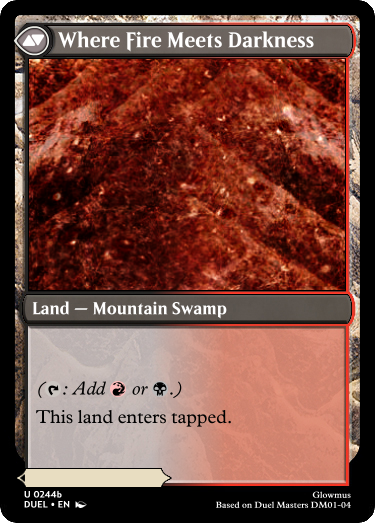 Where Fire Meets Darkness
Land — Mountain Swamp
(: Add or .)
This land enters tapped.
U 0244b
DUEL • EN
Glowmus
Based on Duel Masters DM01-04